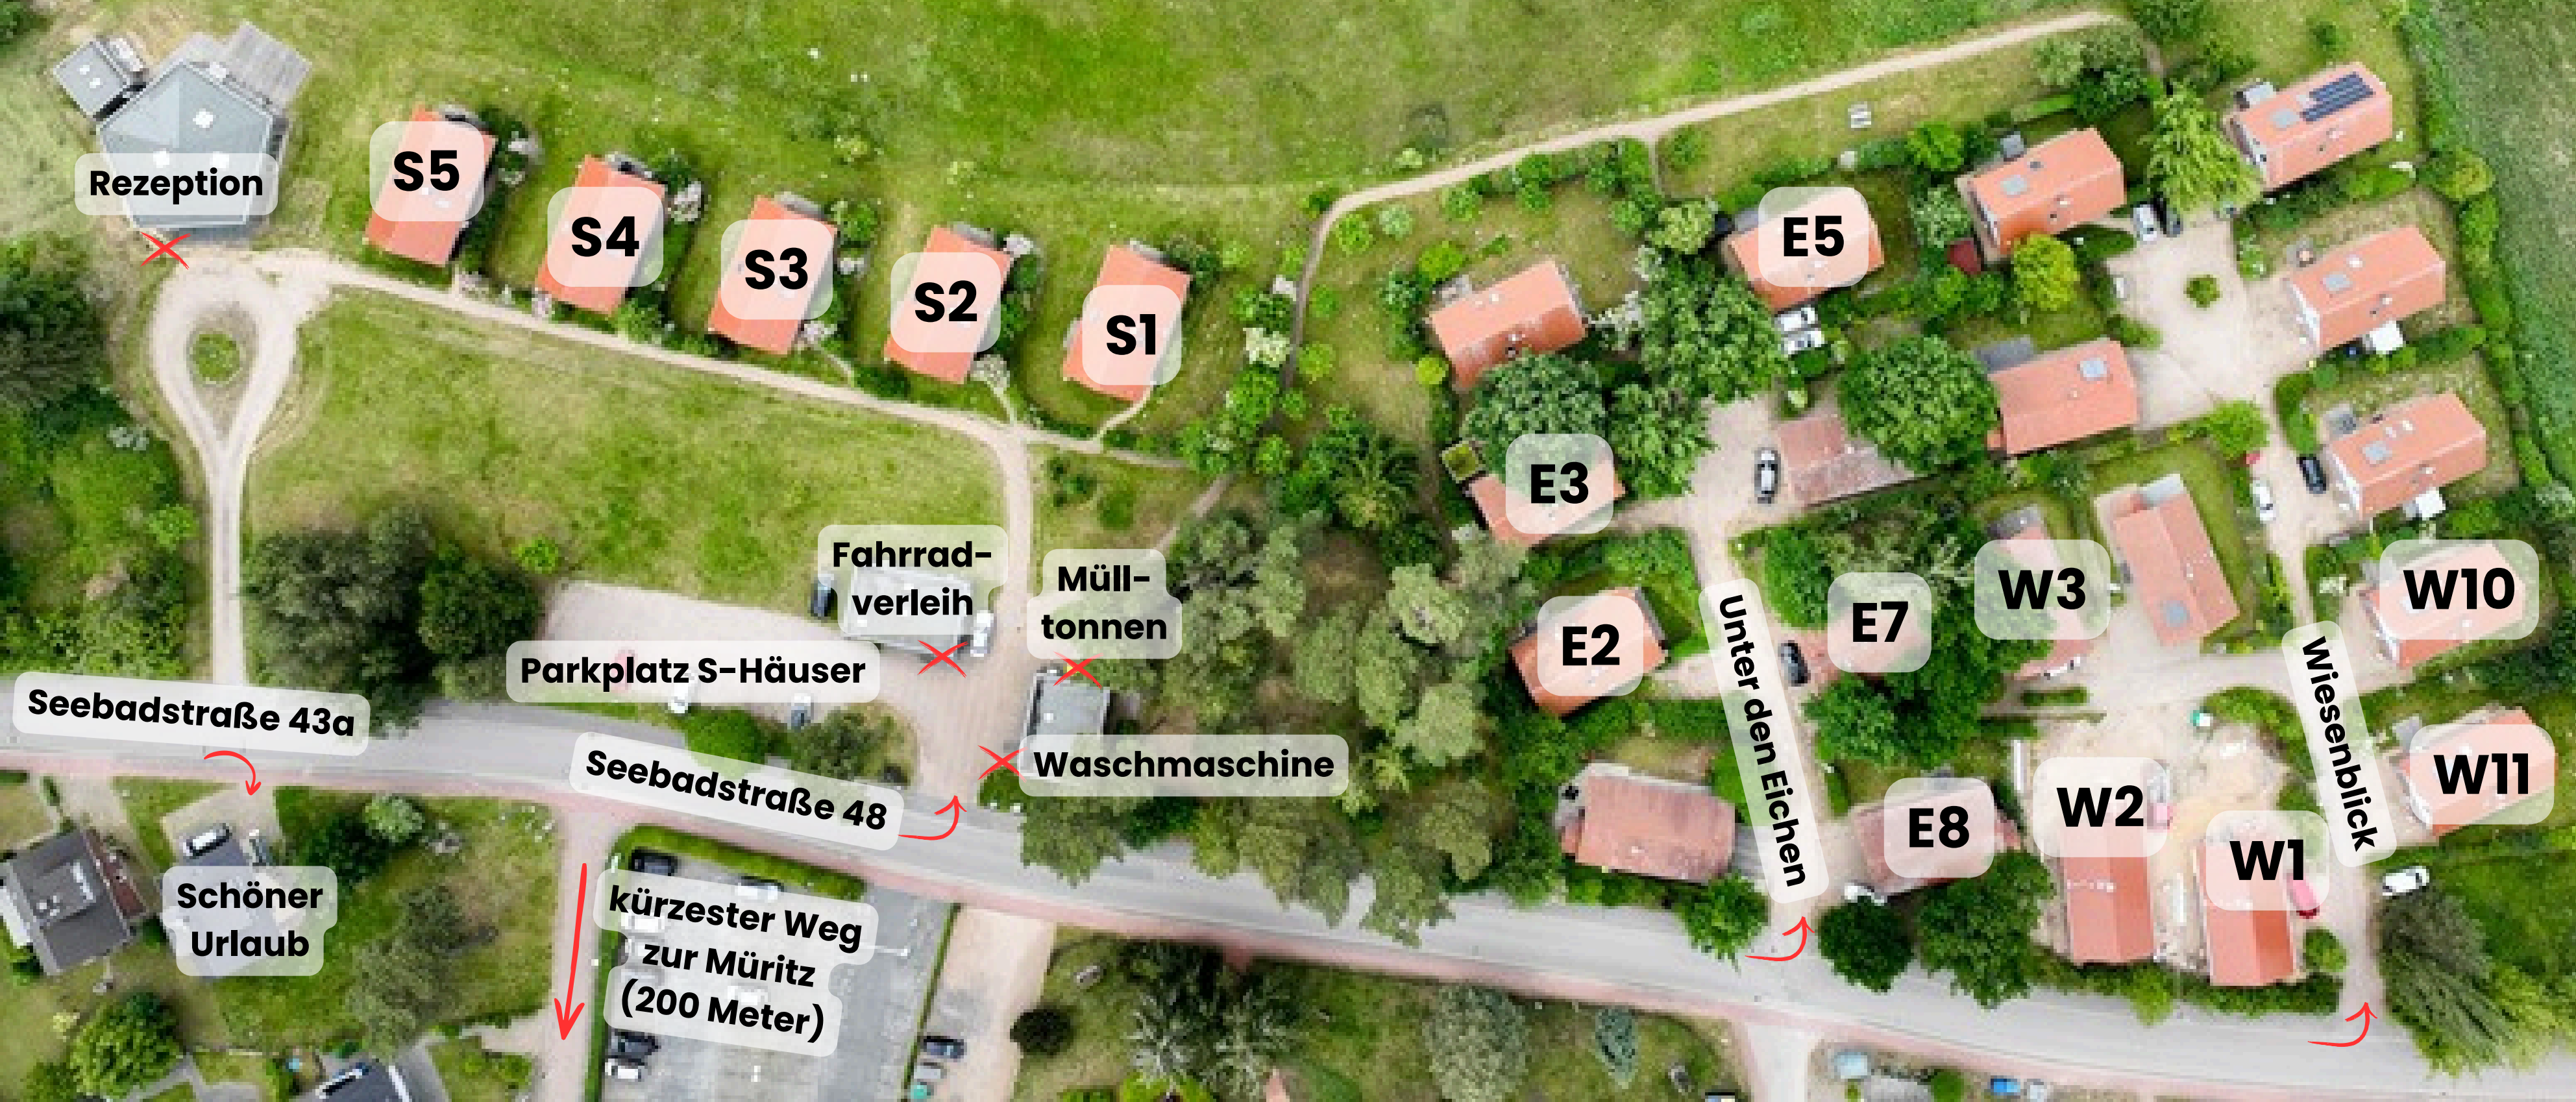 Rezeption
S5
S4
S3
S2
S1
E5
E3
E2
E7
E8
W3
W10
W2
W1
W11
Fahrrad-
verleih
Müll-
tonnen
Parkplatz S-Häuser
Waschmaschine
Seebadstraße 43a
Seebadstraße 48
Schöner
Urlaub
kürzester Weg
zur Müritz
(200 Meter)
Unter den Eichen
Wiesenblick